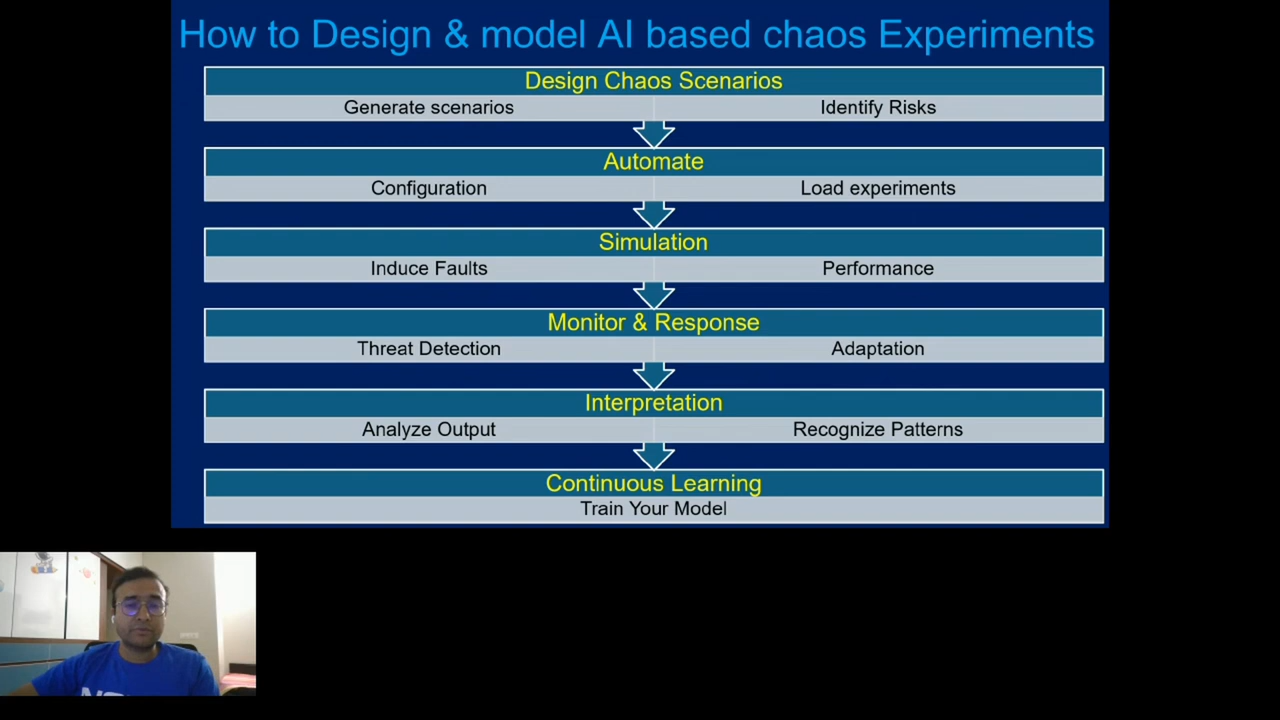 How to Design & model AI based chaos Experiments
Design Chaos Scenarios
Generate scenarios Identify Risks
Automate
Configuration Load experiments
Simulation
Induce Faults Performance
Monitor & Response
Threat Detection Adaptation
Interpretation
Analyze Output Recognize Patterns
Continuous Learning
Train Your Model